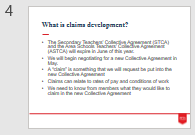 4
What is claims development?
• The Secondary Teachers' Collective Agreement (STCA)
and the Area Schools Teachers' Collective Agreement
(ASTCA) will expire in June of this year.
• We will begin negotiating for a new Collective Agreement in
May.
• A "claim" is something that we will request be put into the
new Collective Agreement
• Claims can relate to rates of pay and conditions of work
• We need to know from members what they would like to
claim in the new Collective Agreement